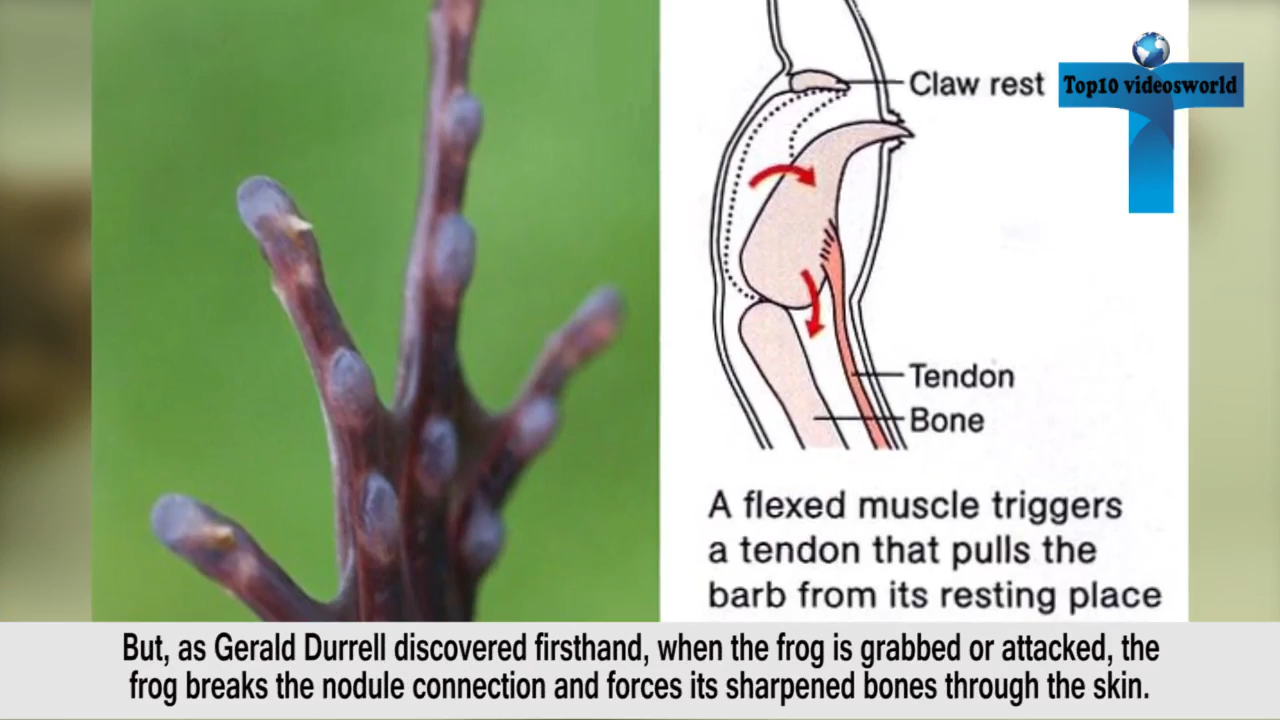 Claw rest
Top10 videosworld
Tendon
Bone
A flexed muscle triggers
a tendon that pulls the
barb from its resting place
But, as Gerald Durrell discovered firsthand, when the frog is grabbed or attacked, the
frog breaks the nodule connection and forces its sharpened bones through the skin.